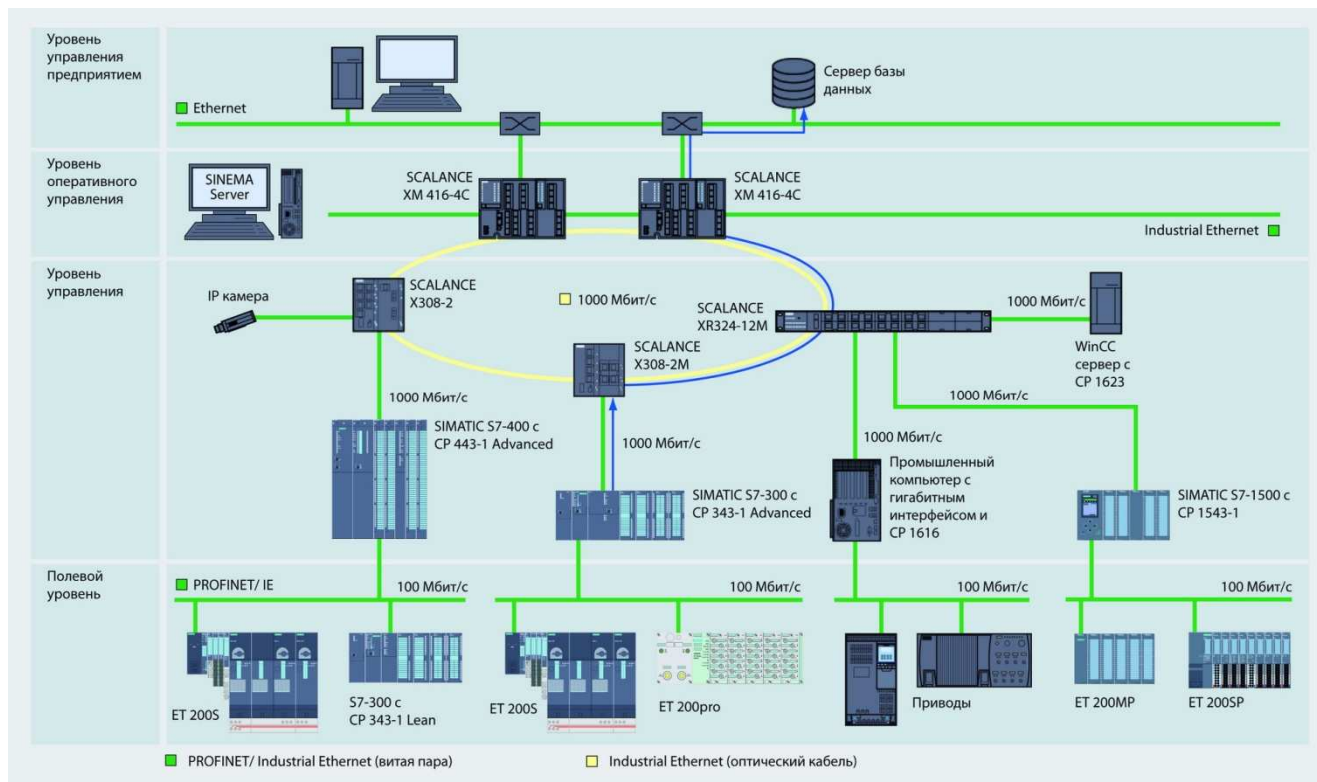 Уровень
управления
предприятием
Ethernet
Сервер базы
данных
Уровень
оперативного
управления
SINEMA
Server
SCALANCE
XM 416-4C
SCALANCE
XM 416-4C
Industrial Ethernet
Уровень
управления
IP камера
SCALANCE
X308-2
1000 Мбит/с
SCALANCE
XR324-12M
1000 Мбит/с
WinCC
сервер с
CP 1623
SCALANCE
X308-2M
1000 Мбит/с
1000 Мбит/с
SIMATIC S7-400 с
CP 443-1 Advanced
1000 Мбит/с
1000 Мбит/с
Промышленный
компьютер с
гигабитным
интерфейсом и
CP 1616
SIMATIC S7-300 с
CP 343-1 Advanced
SIMATIC S7-1500 с
CP 1543-1
Полевой
уровень
PROFINET/ IE
100 Мбит/с
100 Мбит/с
100 Мбит/с
100 Мбит/с
ET 200S
S7-300 с
CP 343-1 Lean
ET 200S
ET 200pro
Приводы
ET 200MP
ET 200SP
PROFINET/ Industrial Ethernet (витая пара)
Industrial Ethernet (оптический кабель)